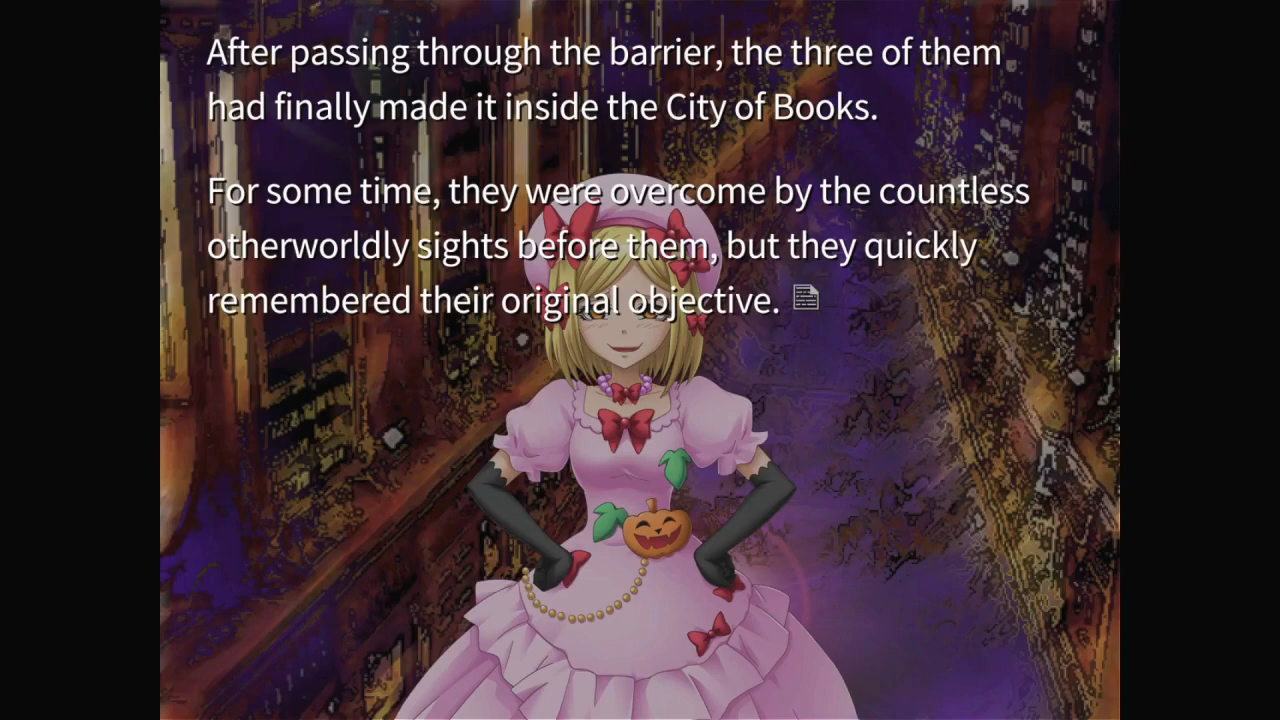 After passing through the barrier, the three of them
had finally made it inside the City of Books.
For some time, they were overcome by the countless
otherworldly sights before them, but they quickly
remembered their original objective.